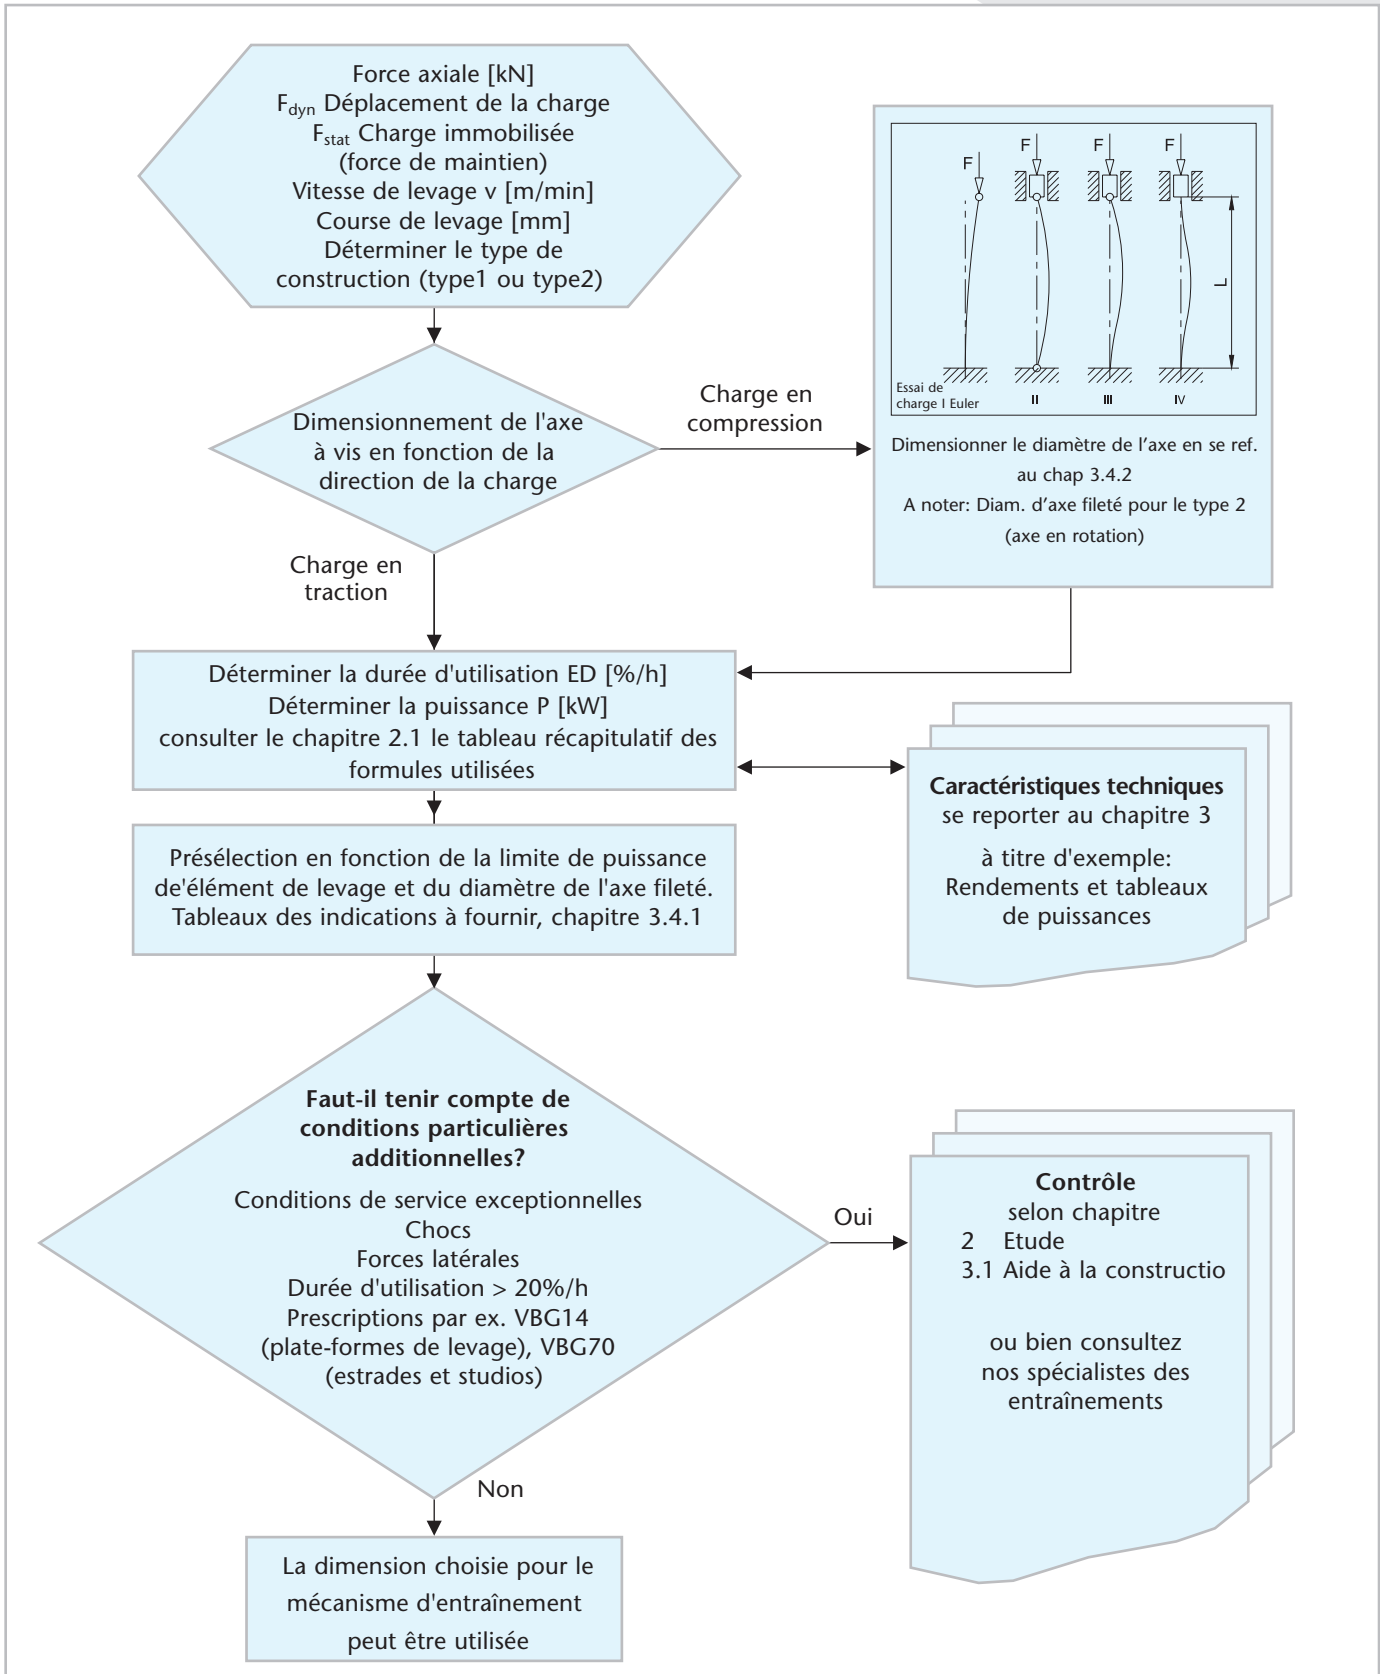 Force axiale [kN]
Fdyn Déplacement de la charge
Fstat Charge immobilisée
(force de maintien)
Vitesse de levage v [m/min]
Course de levage [mm]
Déterminer le type de
construction (type1 ou type2)
F
F
F
F
L
Essai de
charge I Euler
II
III
IV
Dimensionner le diamètre de l'axe en se ref.
au chap 3.4.2
A noter: Diam. d'axe fileté pour le type 2
(axe en rotation)
Charge en
compression
Dimensionnement de l'axe
à vis en fonction de la
direction de la charge
Charge en
traction
Déterminer la durée d'utilisation ED [%/h]
Déterminer la puissance P [kW]
consulter le chapitre 2.1 le tableau récapitulatif des
formules utilisées
Caractéristiques techniques
se reporter au chapitre 3
à titre d'exemple:
Rendements et tableaux
de puissances
Présélection en fonction de la limite de puissance
de'élément de levage et du diamètre de l'axe fileté.
Tableaux des indications à fournir, chapitre 3.4.1
Faut-il tenir compte de
conditions particulières
additionnelles?
Conditions de service exceptionnelles
Chocs
Forces latérales
Durée d'utilisation > 20%/h
Prescriptions par ex. VBG14
(plate-formes de levage), VBG70
(estrades et studios)
Oui
Contrôle
selon chapitre
2 Etude
3.1 Aide à la constructio
ou bien consultez
nos spécialistes des
entraînements
Non
La dimension choisie pour le
mécanisme d'entraînement
peut être utilisée